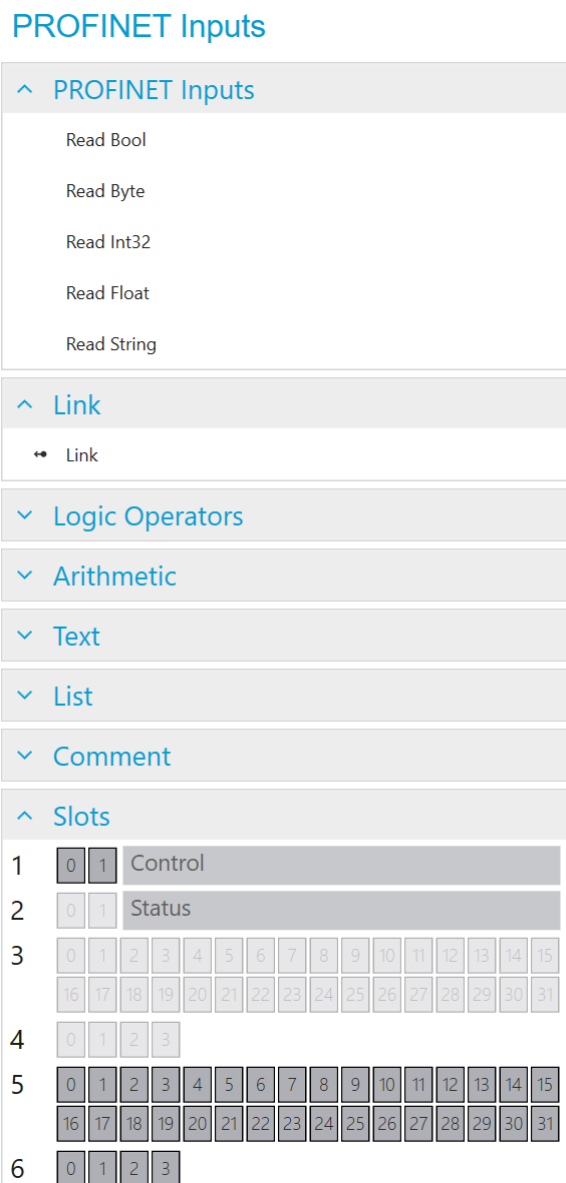 PROFINET Inputs
PROFINET Inputs
Read Bool
Read Byte
Read Int32
Read Float
Read String
Link
Link
Logic Operators
Arithmetic
Text
List
Comment
Slots
1 0 1 Control
2 0 1 Status
3 0 1 2 3 4 5 6 7 8 9 10 11 12 13 14 15
16 17 18 19 20 21 22 23 24 25 26 27 28 29 30 31
4 0 1 2 3
5 0 1 2 3 4 5 6 7 8 9 10 11 12 13 14 15
16 17 18 19 20 21 22 23 24 25 26 27 28 29 30 31
6 0 1 2 3